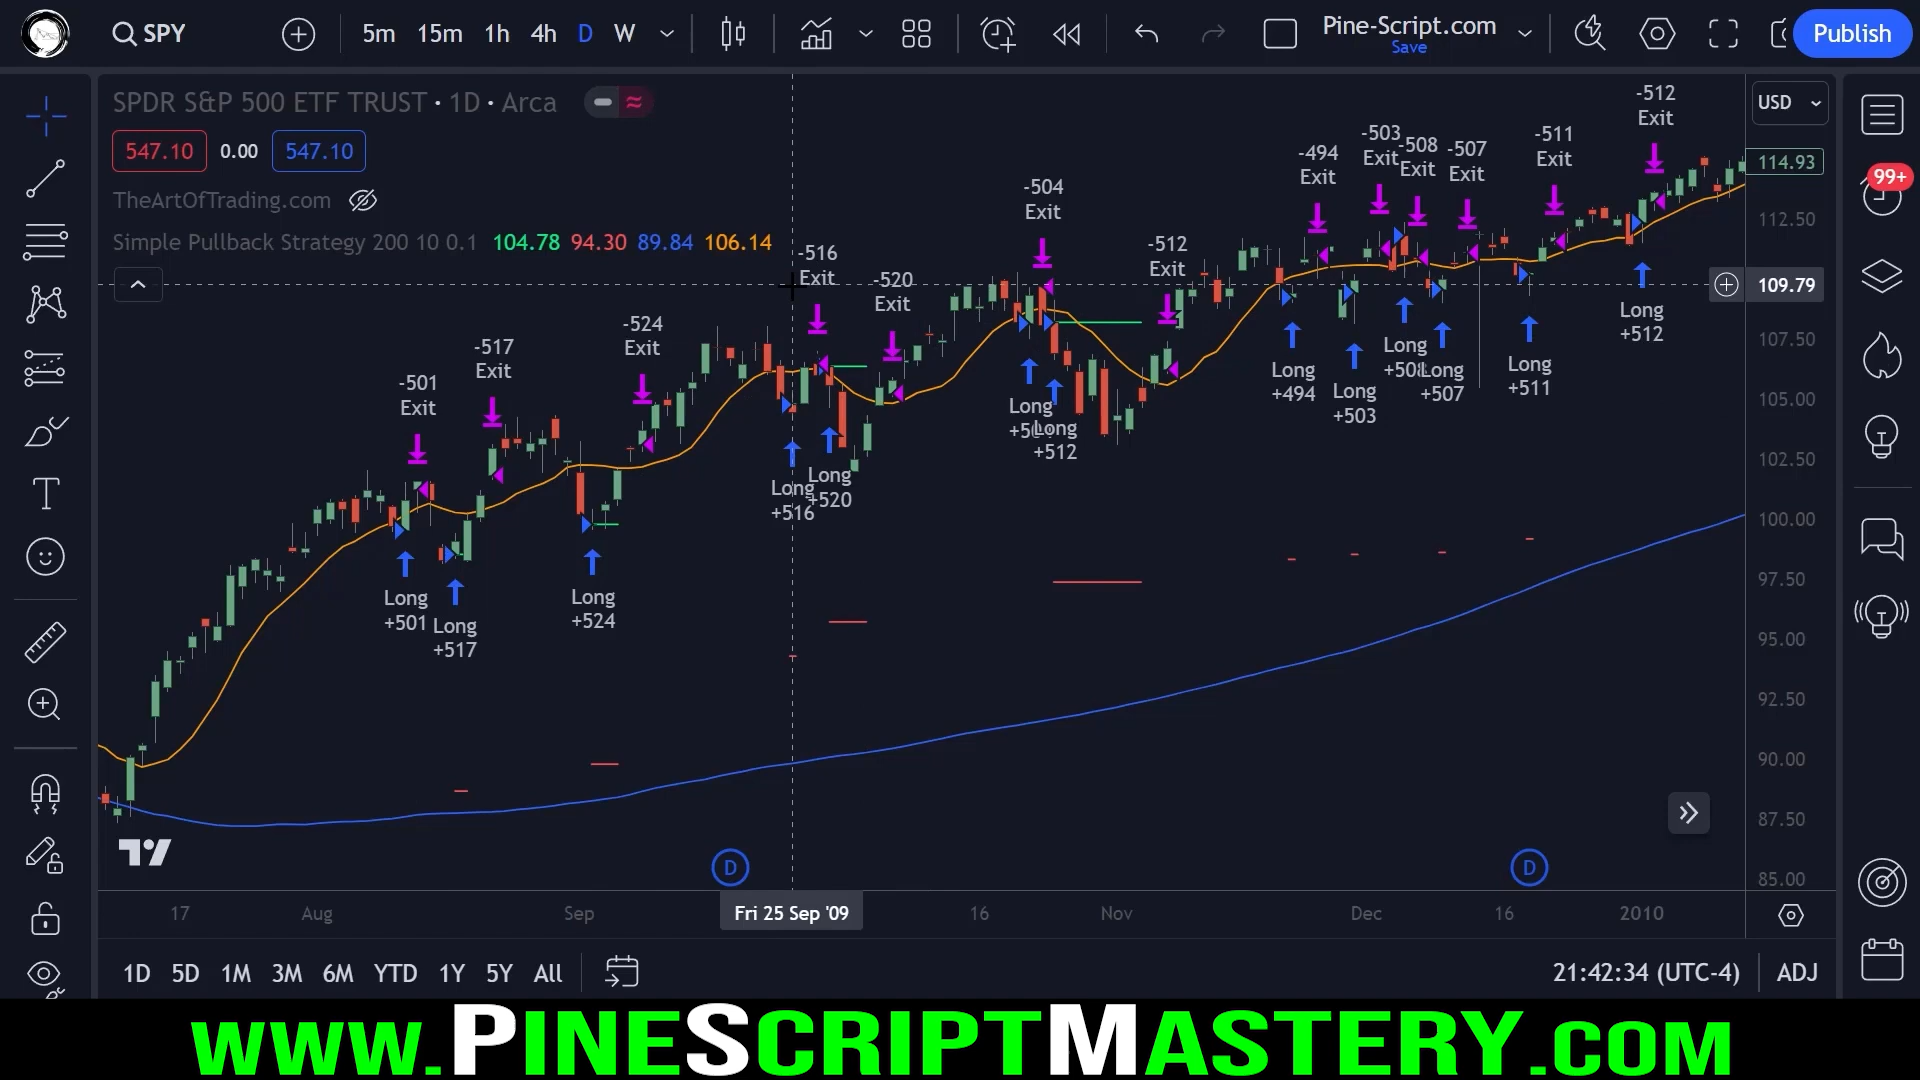 SPY
5m 15m 1h 4h D W
Pine-Script.com
Save
Publish
SPDR S&P 500 ETF TRUST · 1D · Arca
547.10 0.00 547.10
TheArtOfTrading.com
Simple Pullback Strategy 200 10 0.1 104.78 94.30 89.84 106.14
USD
99+
-501
Exit
-517
Exit
-524
Exit
-516
Exit
-520
Exit
-504
Exit
-512
Exit
-494
Exit
-503
Exit
-508
Exit
-507
Exit
-511
Exit
-512
Exit
Long
+501
Long
+517
Long
+524
Long
+516
Long
+520
Long
Long
+512
Long
+494
Long
+503
Long
+508
Long
+507
Long
+511
Long
+512
114.93
112.50
109.79
107.50
105.00
102.50
100.00
97.50
95.00
92.50
90.00
87.50
85.00
D
D
17 Aug Sep Fri 25 Sep '09 16 Nov Dec 16 2010
1D 5D 1M 3M 6M YTD 1Y 5Y All
21:42:34 (UTC-4) ADJ
www.PineScriptMastery.com